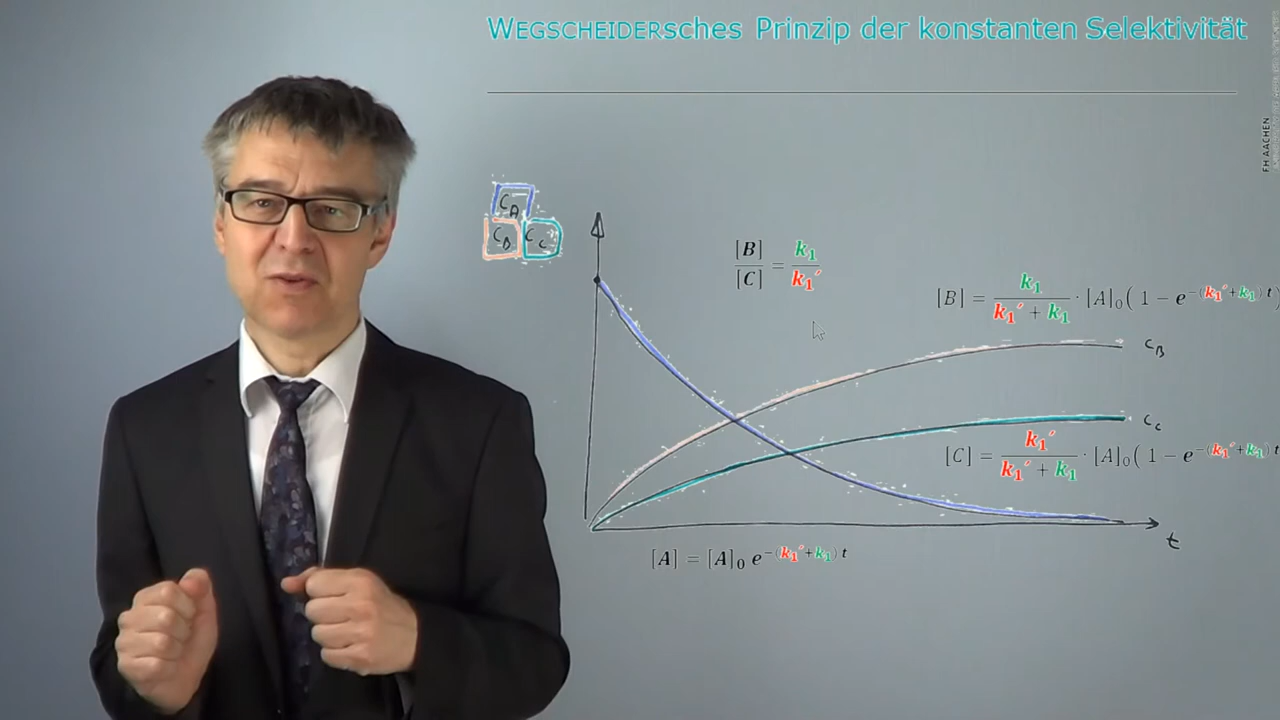 WEGSCHEIDERsches Prinzip der konstanten Selektivität
FH AACHEN
C_A
C_B C_C
[B]/[C] = k₁/k₁′
[B] = k₁/(k₁′ + k₁) · [A]₀( 1 − e^−(k₁′+k₁) t)
C_B
C_C
[C] = k₁′/(k₁′ + k₁) · [A]₀( 1 − e^−(k₁′+k₁) t
t
[A] = [A]₀ e^−(k₁′+k₁) t